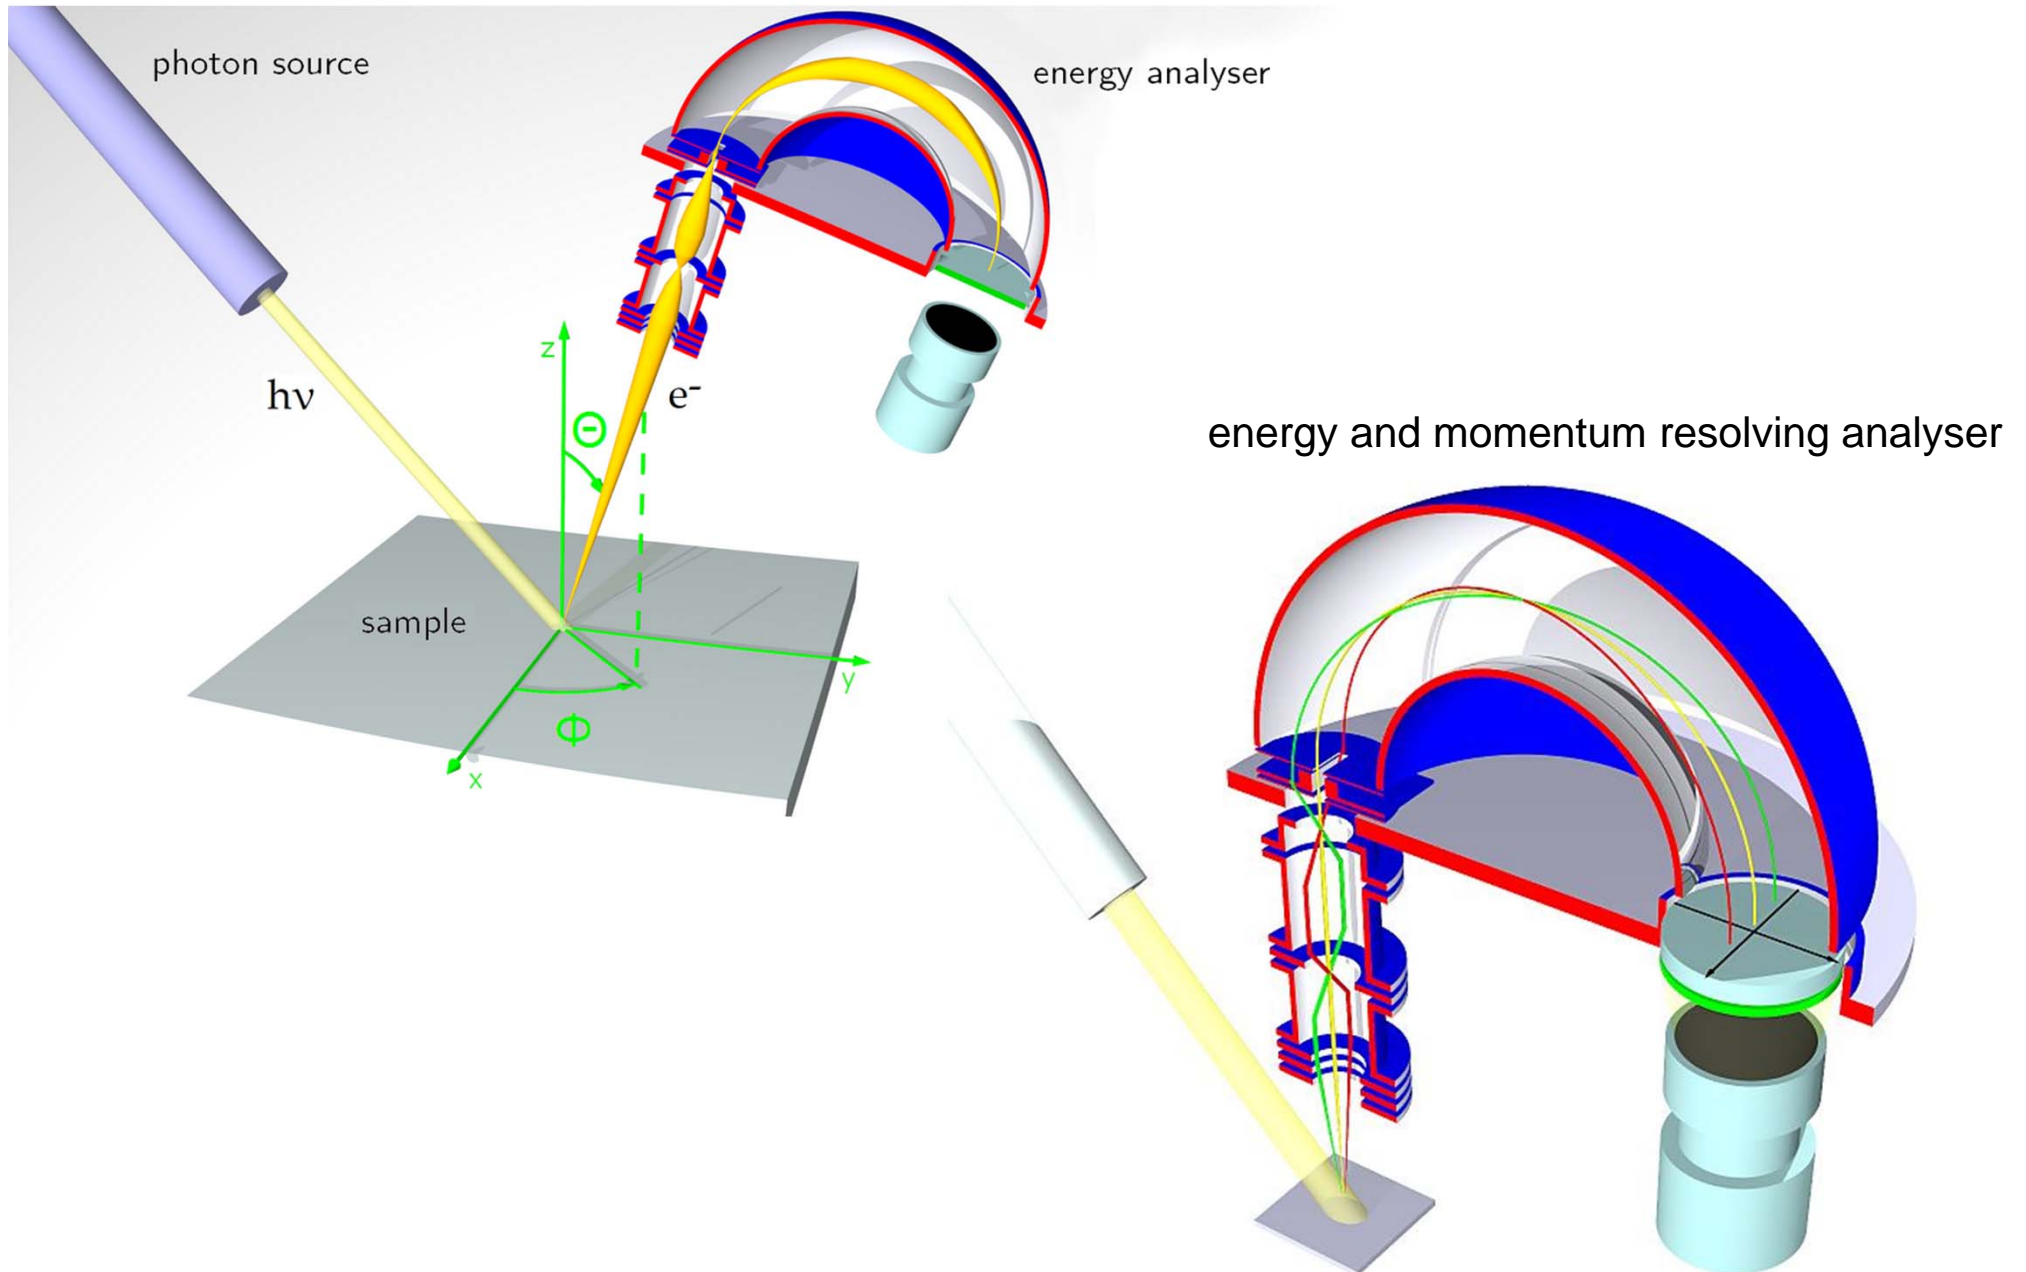 photon source
energy analyser
z
hν
e-
Θ
energy and momentum resolving analyser
sample
y
Φ
x